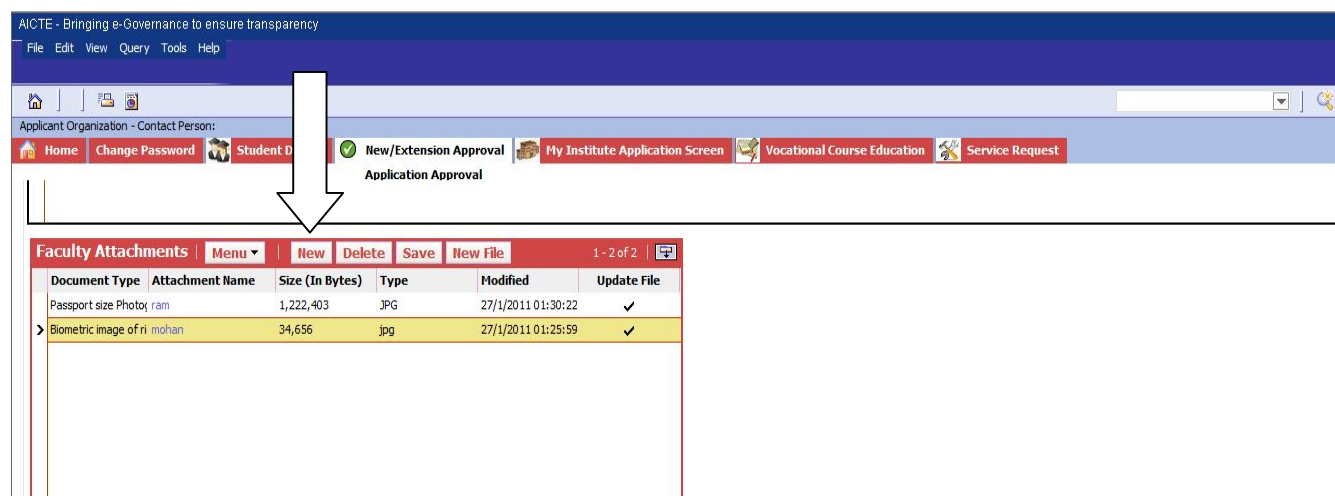 AICTE - Bringing e-Governance to ensure transparency
File Edit View Query Tools Help
Applicant Organization - Contact Person:
Home Change Password Student D New/Extension Approval My Institute Application Screen Vocational Course Education Service Request
Application Approval
Faculty Attachments Menu New Delete Save New File 1 - 2 of 2
Document Type Attachment Name Size (In Bytes) Type Modified Update File
Passport size Photog ram 1,222,403 JPG 27/1/2011 01:30:22
Biometric image of ri mohan 34,656 jpg 27/1/2011 01:25:59